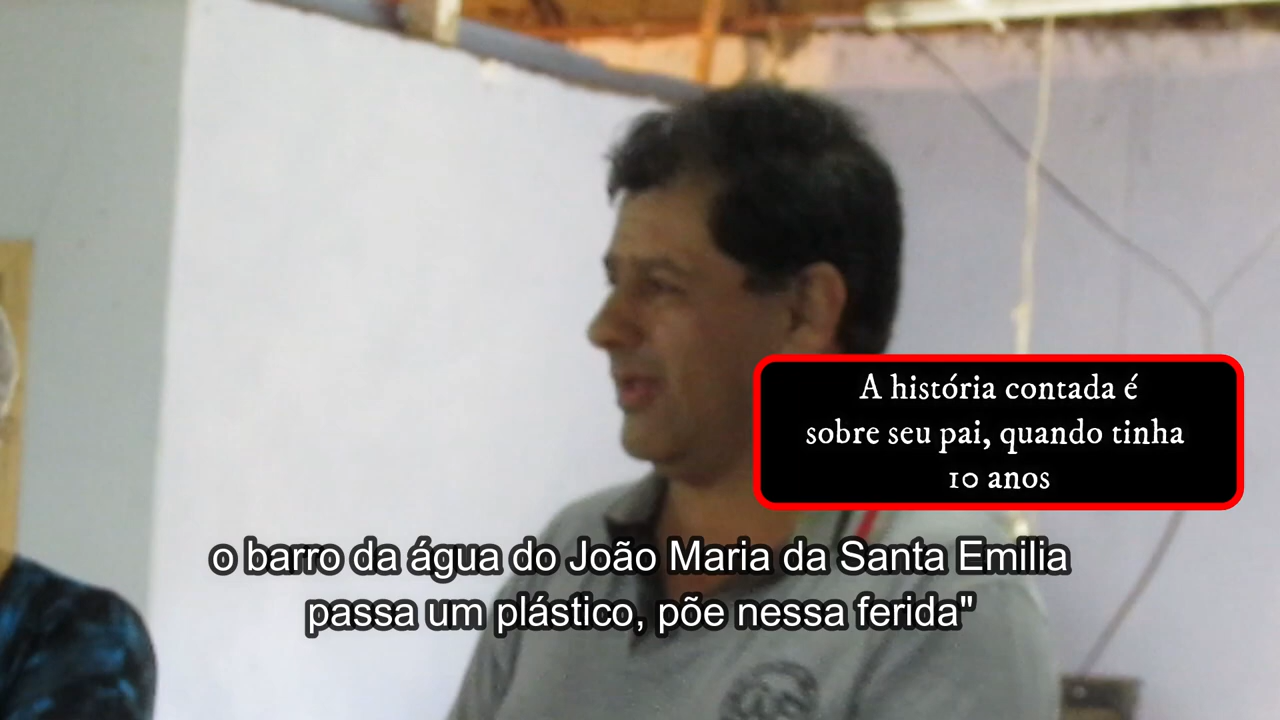 A história contada é
sobre seu pai, quando tinha
10 anos
o barro da água do João Maria da Santa Emilia
passa um plástico, põe nessa ferida"